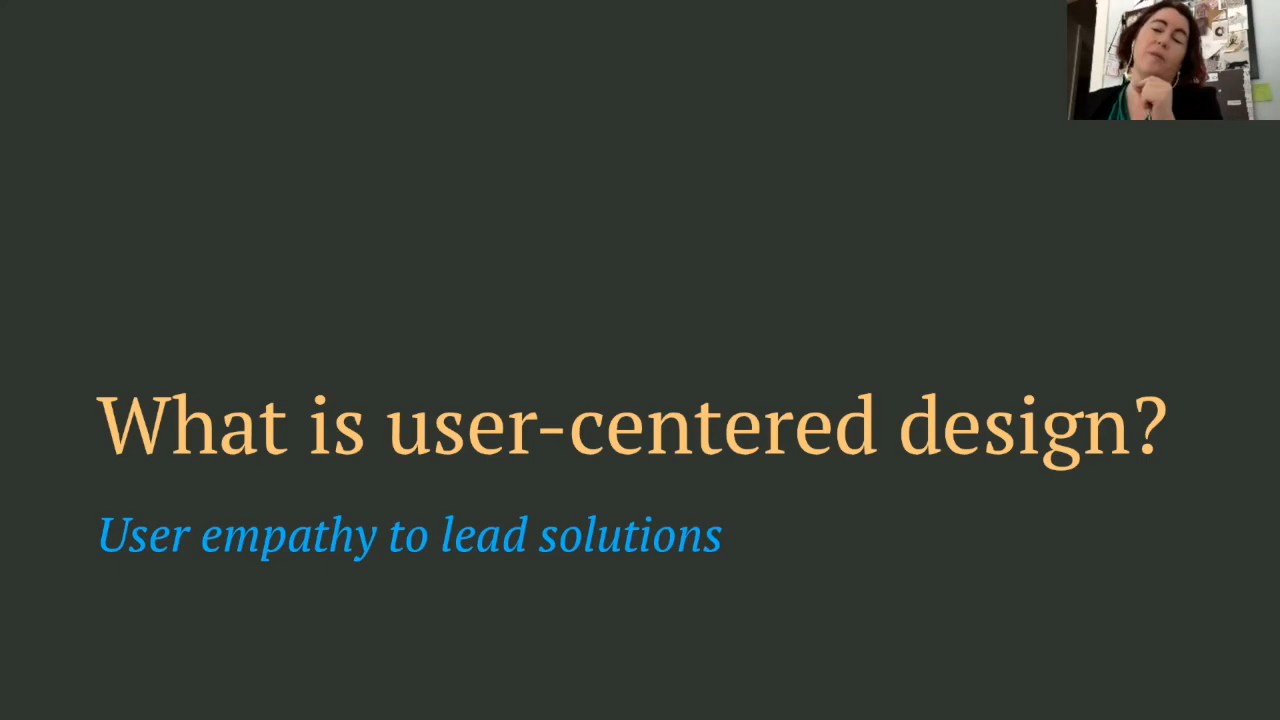 What is user-centered design?
User empathy to lead solutions